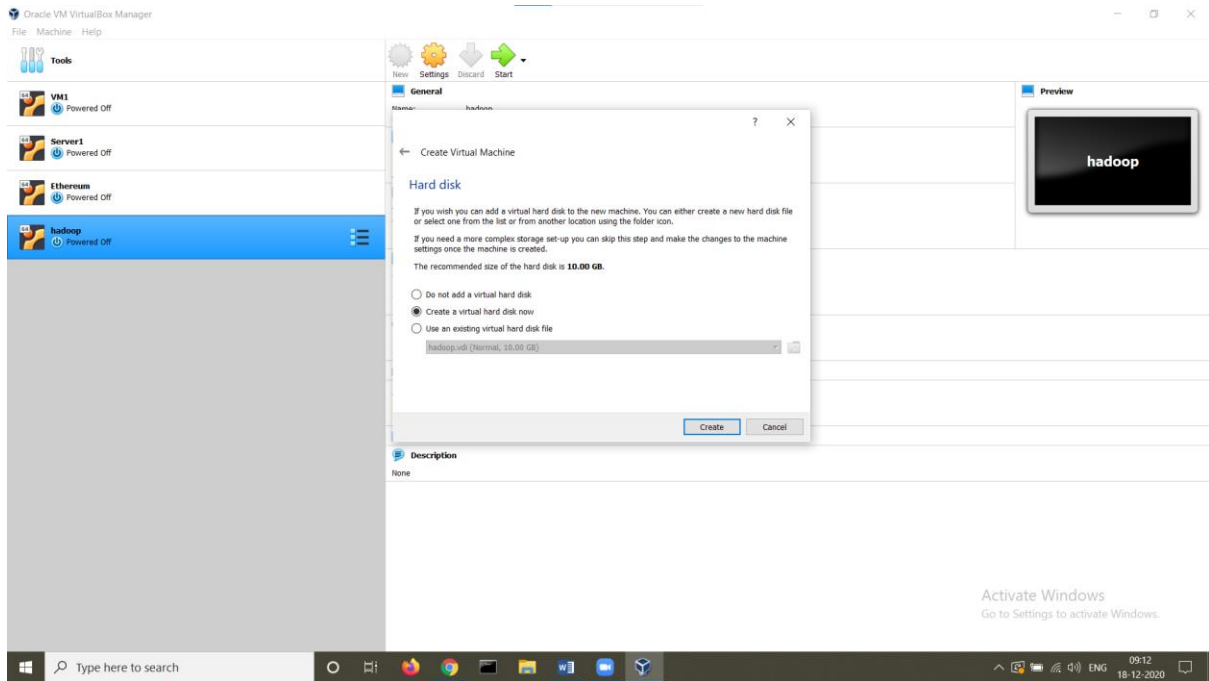 Oracle VM VirtualBox Manager
File Machine Help
Tools
New Settings Discard Start
64 VM1
Powered Off
64 Server1
Powered Off
64 Ethereum
Powered Off
64 hadoop
Powered Off
General
Name: hadoop
Preview
hadoop
? ×
← Create Virtual Machine
Hard disk
If you wish you can add a virtual hard disk to the new machine. You can either create a new hard disk file
or select one from the list or from another location using the folder icon.
If you need a more complex storage set-up you can skip this step and make the changes to the machine
settings once the machine is created.
The recommended size of the hard disk is 10.00 GB.
Do not add a virtual hard disk
Create a virtual hard disk now
Use an existing virtual hard disk file
hadoop.vdi (Normal, 10.00 GB)
Create Cancel
Description
None
Activate Windows
Go to Settings to activate Windows.
Type here to search
ENG
09:12
18-12-2020